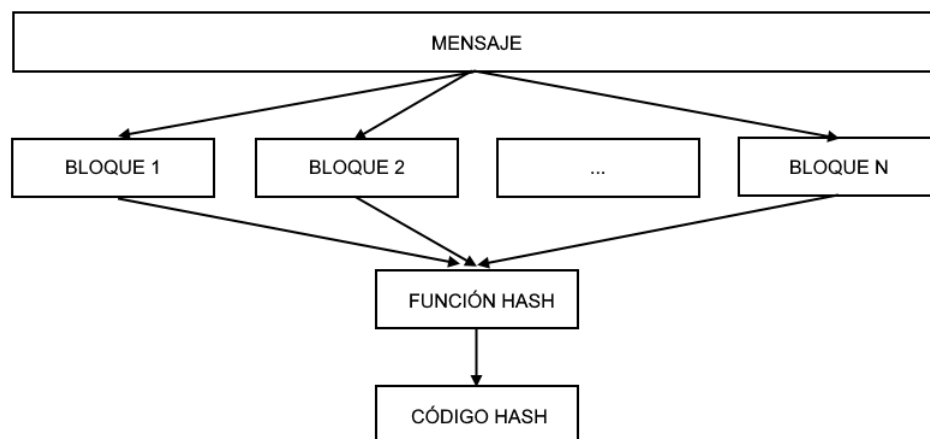 MENSAJE
BLOQUE 1
BLOQUE 2
...
BLOQUE N
FUNCIÓN HASH
CÓDIGO HASH